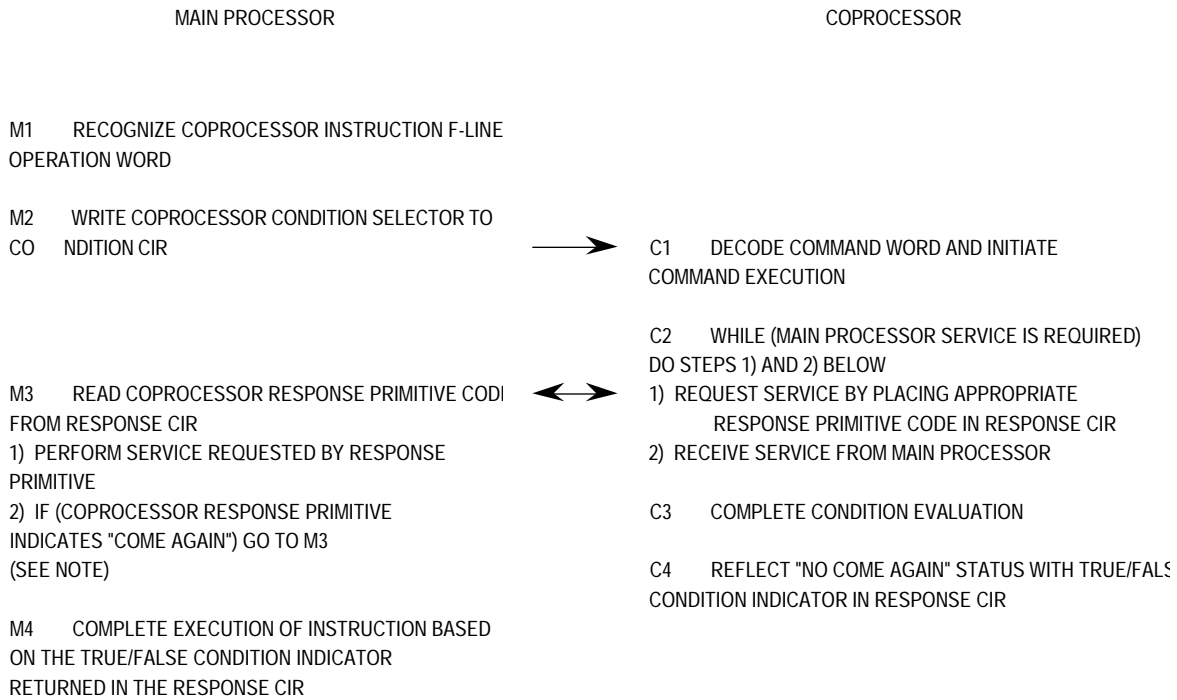 MAIN PROCESSOR
COPROCESSOR
M1 RECOGNIZE COPROCESSOR INSTRUCTION F-LINE
OPERATION WORD
M2 WRITE COPROCESSOR CONDITION SELECTOR TO
CO NDITION CIR
M3 READ COPROCESSOR RESPONSE PRIMITIVE COD
FROM RESPONSE CIR
1) PERFORM SERVICE REQUESTED BY RESPONSE
PRIMITIVE
2) IF (COPROCESSOR RESPONSE PRIMITIVE
INDICATES "COME AGAIN") GO TO M3
(SEE NOTE)
M4 COMPLETE EXECUTION OF INSTRUCTION BASED
ON THE TRUE/FALSE CONDITION INDICATOR
RETURNED IN THE RESPONSE CIR
C1 DECODE COMMAND WORD AND INITIATE
COMMAND EXECUTION
C2 WHILE (MAIN PROCESSOR SERVICE IS REQUIRED)
DO STEPS 1) AND 2) BELOW
1) REQUEST SERVICE BY PLACING APPROPRIATE
RESPONSE PRIMITIVE CODE IN RESPONSE CIR
2) RECEIVE SERVICE FROM MAIN PROCESSOR
C3 COMPLETE CONDITION EVALUATION
C4 REFLECT "NO COME AGAIN" STATUS WITH TRUE/FALS
CONDITION INDICATOR IN RESPONSE CIR